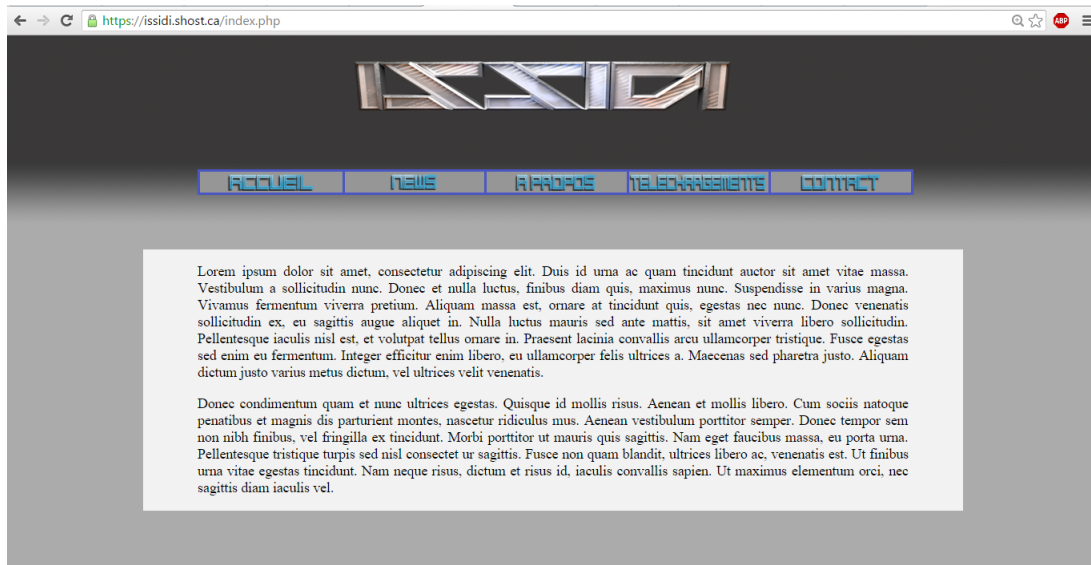 https://issidi.shost.ca/index.php
ABP
ISSIDI
ACCUEIL NEWS A PROPOS TELECHARGEMENTS CONTACT
Lorem ipsum dolor sit amet, consectetur adipiscing elit. Duis id urna ac quam tincidunt auctor sit amet vitae massa.
Vestibulum a sollicitudin nunc. Donec et nulla luctus, finibus diam quis, maximus nunc. Suspendisse in varius magna.
Vivamus fermentum viverra pretium. Aliquam massa est, ornare at tincidunt quis, egestas nec nunc. Donec venenatis
sollicitudin ex, eu sagittis augue aliquet in. Nulla luctus mauris sed ante mattis, sit amet viverra libero sollicitudin.
Pellentesque iaculis nisl est, et volutpat tellus ornare in. Praesent lacinia convallis arcu ullamcorper tristique. Fusce egestas
sed enim eu fermentum. Integer efficitur enim libero, eu ullamcorper felis ultrices a. Maecenas sed pharetra justo. Aliquam
dictum justo varius metus dictum, vel ultrices velit venenatis.
Donec condimentum quam et nunc ultrices egestas. Quisque id mollis risus. Aenean et mollis libero. Cum sociis natoque
penatibus et magnis dis parturient montes, nascetur ridiculus mus. Aenean vestibulum porttitor semper. Donec tempor sem
non nibh finibus, vel fringilla ex tincidunt. Morbi porttitor ut mauris quis sagittis. Nam eget faucibus massa, eu porta urna.
Pellentesque tristique turpis sed nisl consectet ur sagittis. Fusce non quam blandit, ultrices libero ac, venenatis est. Ut finibus
urna vitae egestas tincidunt. Nam neque risus, dictum et risus id, iaculis convallis sapien. Ut maximus elementum orci, nec
sagittis diam iaculis vel.